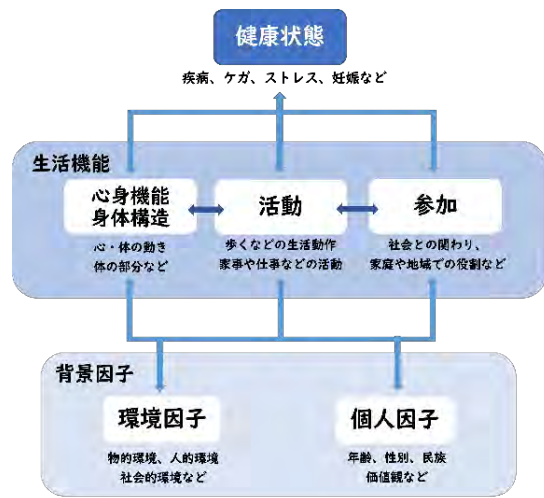 健康状態
疾病、ケガ、ストレス、妊娠など
生活機能
心身機能
身体構造
心・体の動き
体の部分など
活動
歩くなどの生活動作
家事や仕事などの活動
参加
社会との関わり、
家庭や地域での役割など
背景因子
環境因子
物的環境、人的環境
社会的環境など
個人因子
年齢、性別、民族
価値観など